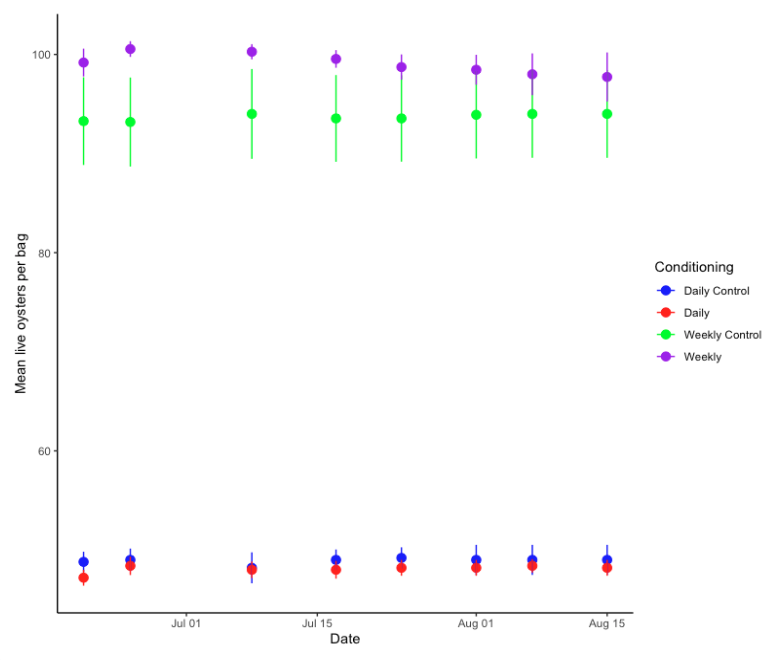 100
80
60
Mean live oysters per bag
Jul 01
Jul 15
Aug 01
Aug 15
Date
Conditioning
Daily Control
Daily
Weekly Control
Weekly